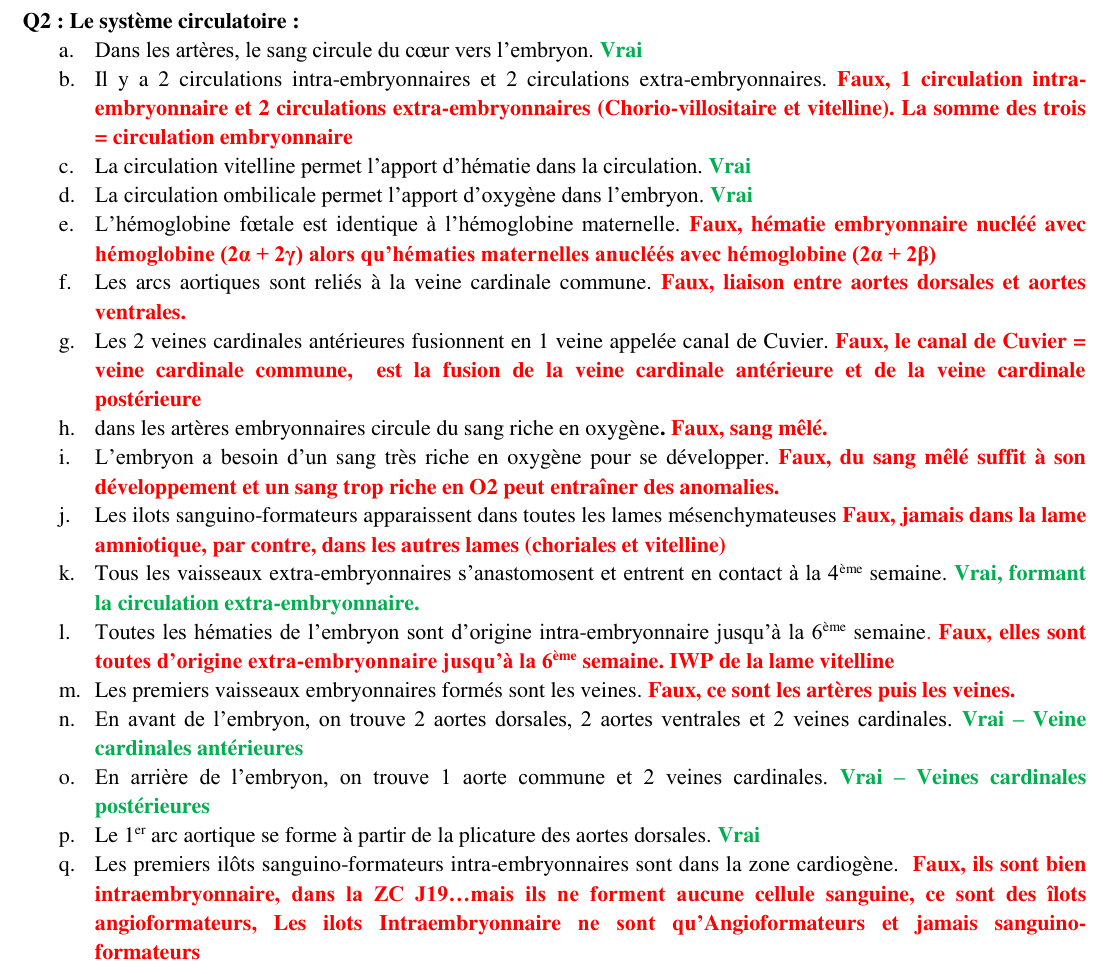 Q2 : Le système circulatoire :
a. Dans les artères, le sang circule du cœur vers l’embryon. Vrai
b. Il y a 2 circulations intra-embryonnaires et 2 circulations extra-embryonnaires. Faux, 1 circulation intra-
embryonnaire et 2 circulations extra-embryonnaires (Chorio-villositaire et vitelline). La somme des trois
= circulation embryonnaire
c. La circulation vitelline permet l’apport d’hématie dans la circulation. Vrai
d. La circulation ombilicale permet l’apport d’oxygène dans l’embryon. Vrai
e. L’hémoglobine fœtale est identique à l’hémoglobine maternelle. Faux, hématie embryonnaire nucléé avec
hémoglobine (2α + 2γ) alors qu’hématies maternelles anucléés avec hémoglobine (2α + 2β)
f. Les arcs aortiques sont reliés à la veine cardinale commune. Faux, liaison entre aortes dorsales et aortes
ventrales.
g. Les 2 veines cardinales antérieures fusionnent en 1 veine appelée canal de Cuvier. Faux, le canal de Cuvier =
veine cardinale commune, est la fusion de la veine cardinale antérieure et de la veine cardinale
postérieure
h. dans les artères embryonnaires circule du sang riche en oxygène. Faux, sang mêlé.
i. L’embryon a besoin d’un sang très riche en oxygène pour se développer. Faux, du sang mêlé suffit à son
développement et un sang trop riche en O2 peut entraîner des anomalies.
j. Les ilots sanguino-formateurs apparaissent dans toutes les lames mésenchymateuses Faux, jamais dans la lame
amniotique, par contre, dans les autres lames (choriales et vitelline)
k. Tous les vaisseaux extra-embryonnaires s’anastomosent et entrent en contact à la 4ème semaine. Vrai, formant
la circulation extra-embryonnaire.
l. Toutes les hématies de l’embryon sont d’origine intra-embryonnaire jusqu’à la 6ème semaine. Faux, elles sont
toutes d’origine extra-embryonnaire jusqu’à la 6ème semaine. IWP de la lame vitelline
m. Les premiers vaisseaux embryonnaires formés sont les veines. Faux, ce sont les artères puis les veines.
n. En avant de l’embryon, on trouve 2 aortes dorsales, 2 aortes ventrales et 2 veines cardinales. Vrai – Veine
cardinales antérieures
o. En arrière de l’embryon, on trouve 1 aorte commune et 2 veines cardinales. Vrai – Veines cardinales
postérieures
p. Le 1er arc aortique se forme à partir de la plicature des aortes dorsales. Vrai
q. Les premiers ilôts sanguino-formateurs intra-embryonnaires sont dans la zone cardiogène. Faux, ils sont bien
intraembryonnaire, dans la ZC J19…mais ils ne forment aucune cellule sanguine, ce sont des îlots
angioformateurs, Les ilots Intraembryonnaire ne sont qu’Angioformateurs et jamais sanguino-
formateurs